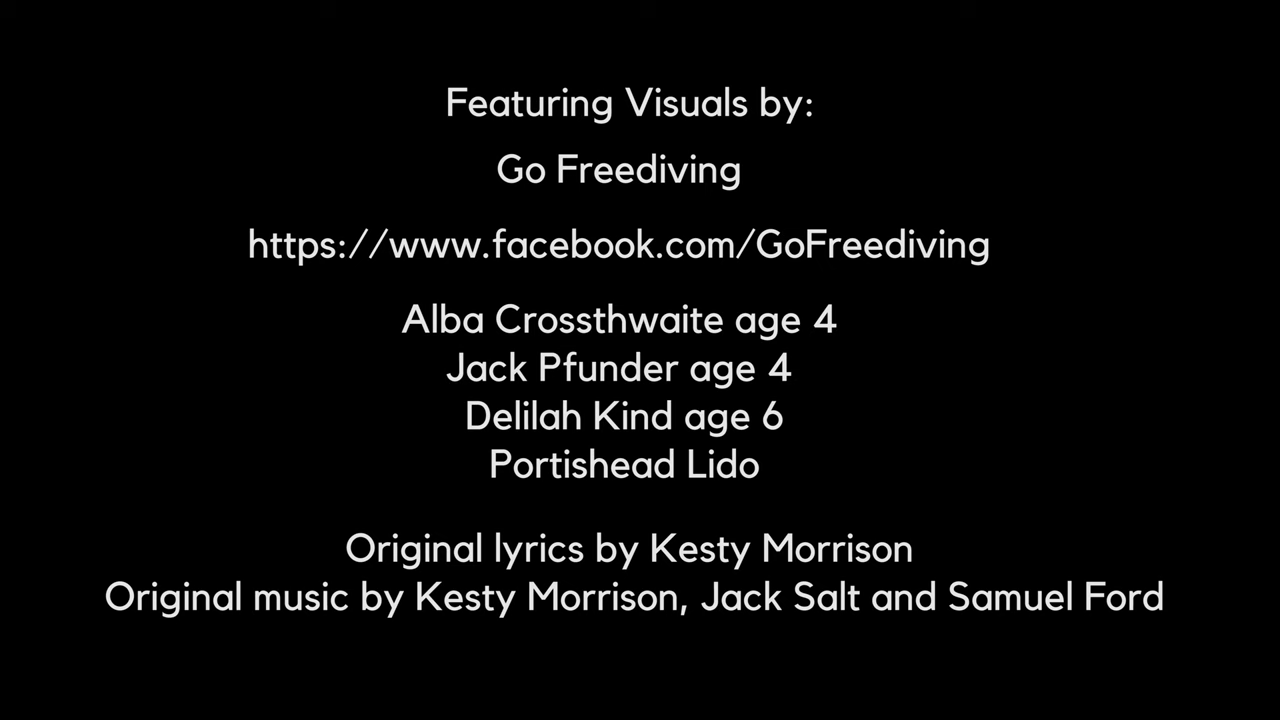 Featuring Visuals by:
Go Freediving
https://www.facebook.com/GoFreediving
Alba Crossthwaite age 4
Jack Pfunder age 4
Delilah Kind age 6
Portishead Lido
Original lyrics by Kesty Morrison
Original music by Kesty Morrison, Jack Salt and Samuel Ford